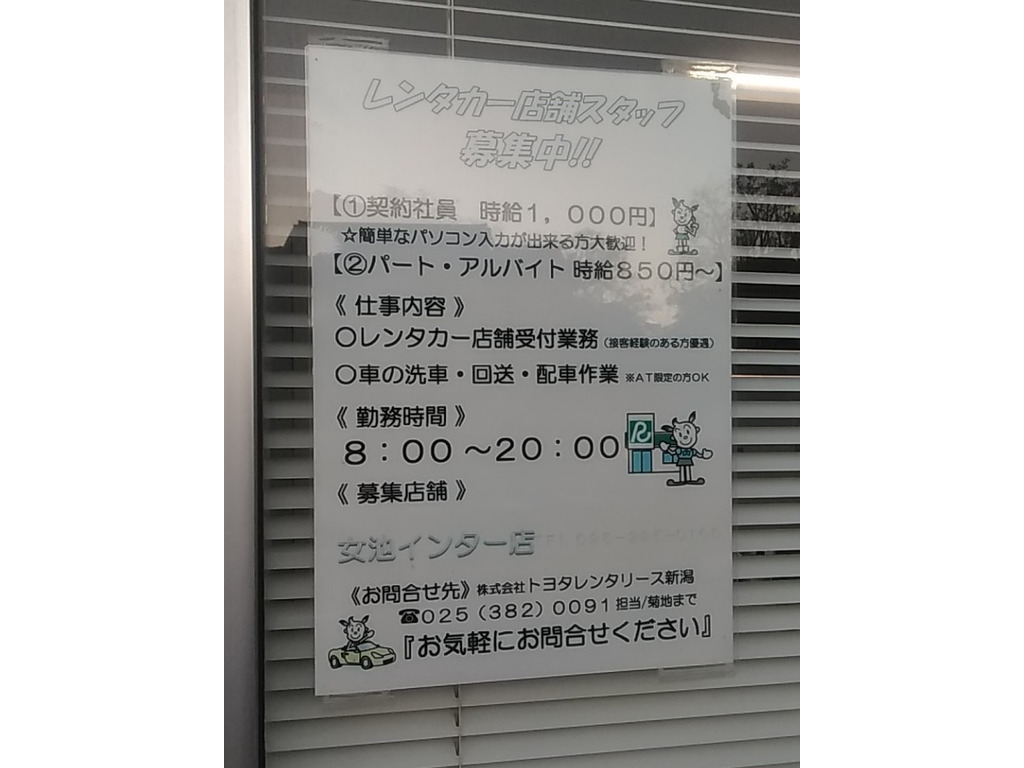 レンタカー店舗スタッフ
募集中!!
【①契約社員　時給1，000円】
☆簡単なパソコン入力が出来る方大歓迎！
【②パート・アルバイト 時給850円～】
《 仕事内容 》
〇レンタカー店舗受付業務（接客経験のある方優遇）
〇車の洗車・回送・配車作業 ※AT限定の方OK
《 勤務時間 》
8：00～20：00
R
《 募集店舗 》
女池インター店
《お問合せ先》株式会社トヨタレンタリース新潟
☎025（382）0091担当/菊地まで
『お気軽にお問合せください』